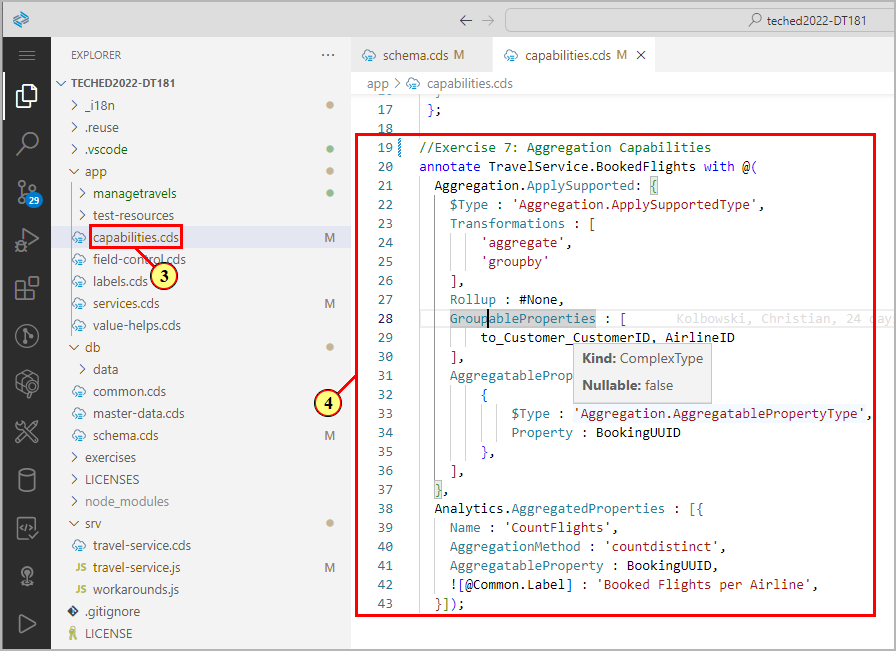 teched2022-DT181
EXPLORER
TECHED2022-DT181
_i18n
.reuse
.vscode
app
managetravels
test-resources
capabilities.cds M
field-control.cds
labels.cds
services.cds M
value-helps.cds
db
data
common.cds
master-data.cds
schema.cds M
exercises
LICENSES
node_modules
srv
travel-service.cds
JS travel-service.js M
JS workarounds.js
.gitignore
LICENSE
29
3
4
schema.cds M
capabilities.cds M
app > capabilities.cds
17 };
18
19 //Exercise 7: Aggregation Capabilities
20 annotate TravelService.BookedFlights with @(
21 Aggregation.ApplySupported: {
22 $Type : 'Aggregation.ApplySupportedType',
23 Transformations : [
24 'aggregate',
25 'groupby'
26 ],
27 Rollup : #None,
28 GroupableProperties : [ Kolbowski, Christian, 24 days
29 to_Customer_CustomerID, AirlineID
30 ],
31 AggregatableProp
32 {
33 $Type : 'Aggregation.AggregatablePropertyType',
34 Property : BookingUUID
35 },
36 ],
37 },
38 Analytics.AggregatedProperties : [{
39 Name : 'CountFlights',
40 AggregationMethod : 'countdistinct',
41 AggregatableProperty : BookingUUID,
42 ![@Common.Label] : 'Booked Flights per Airline',
43 }]);
Kind: ComplexType
Nullable: false